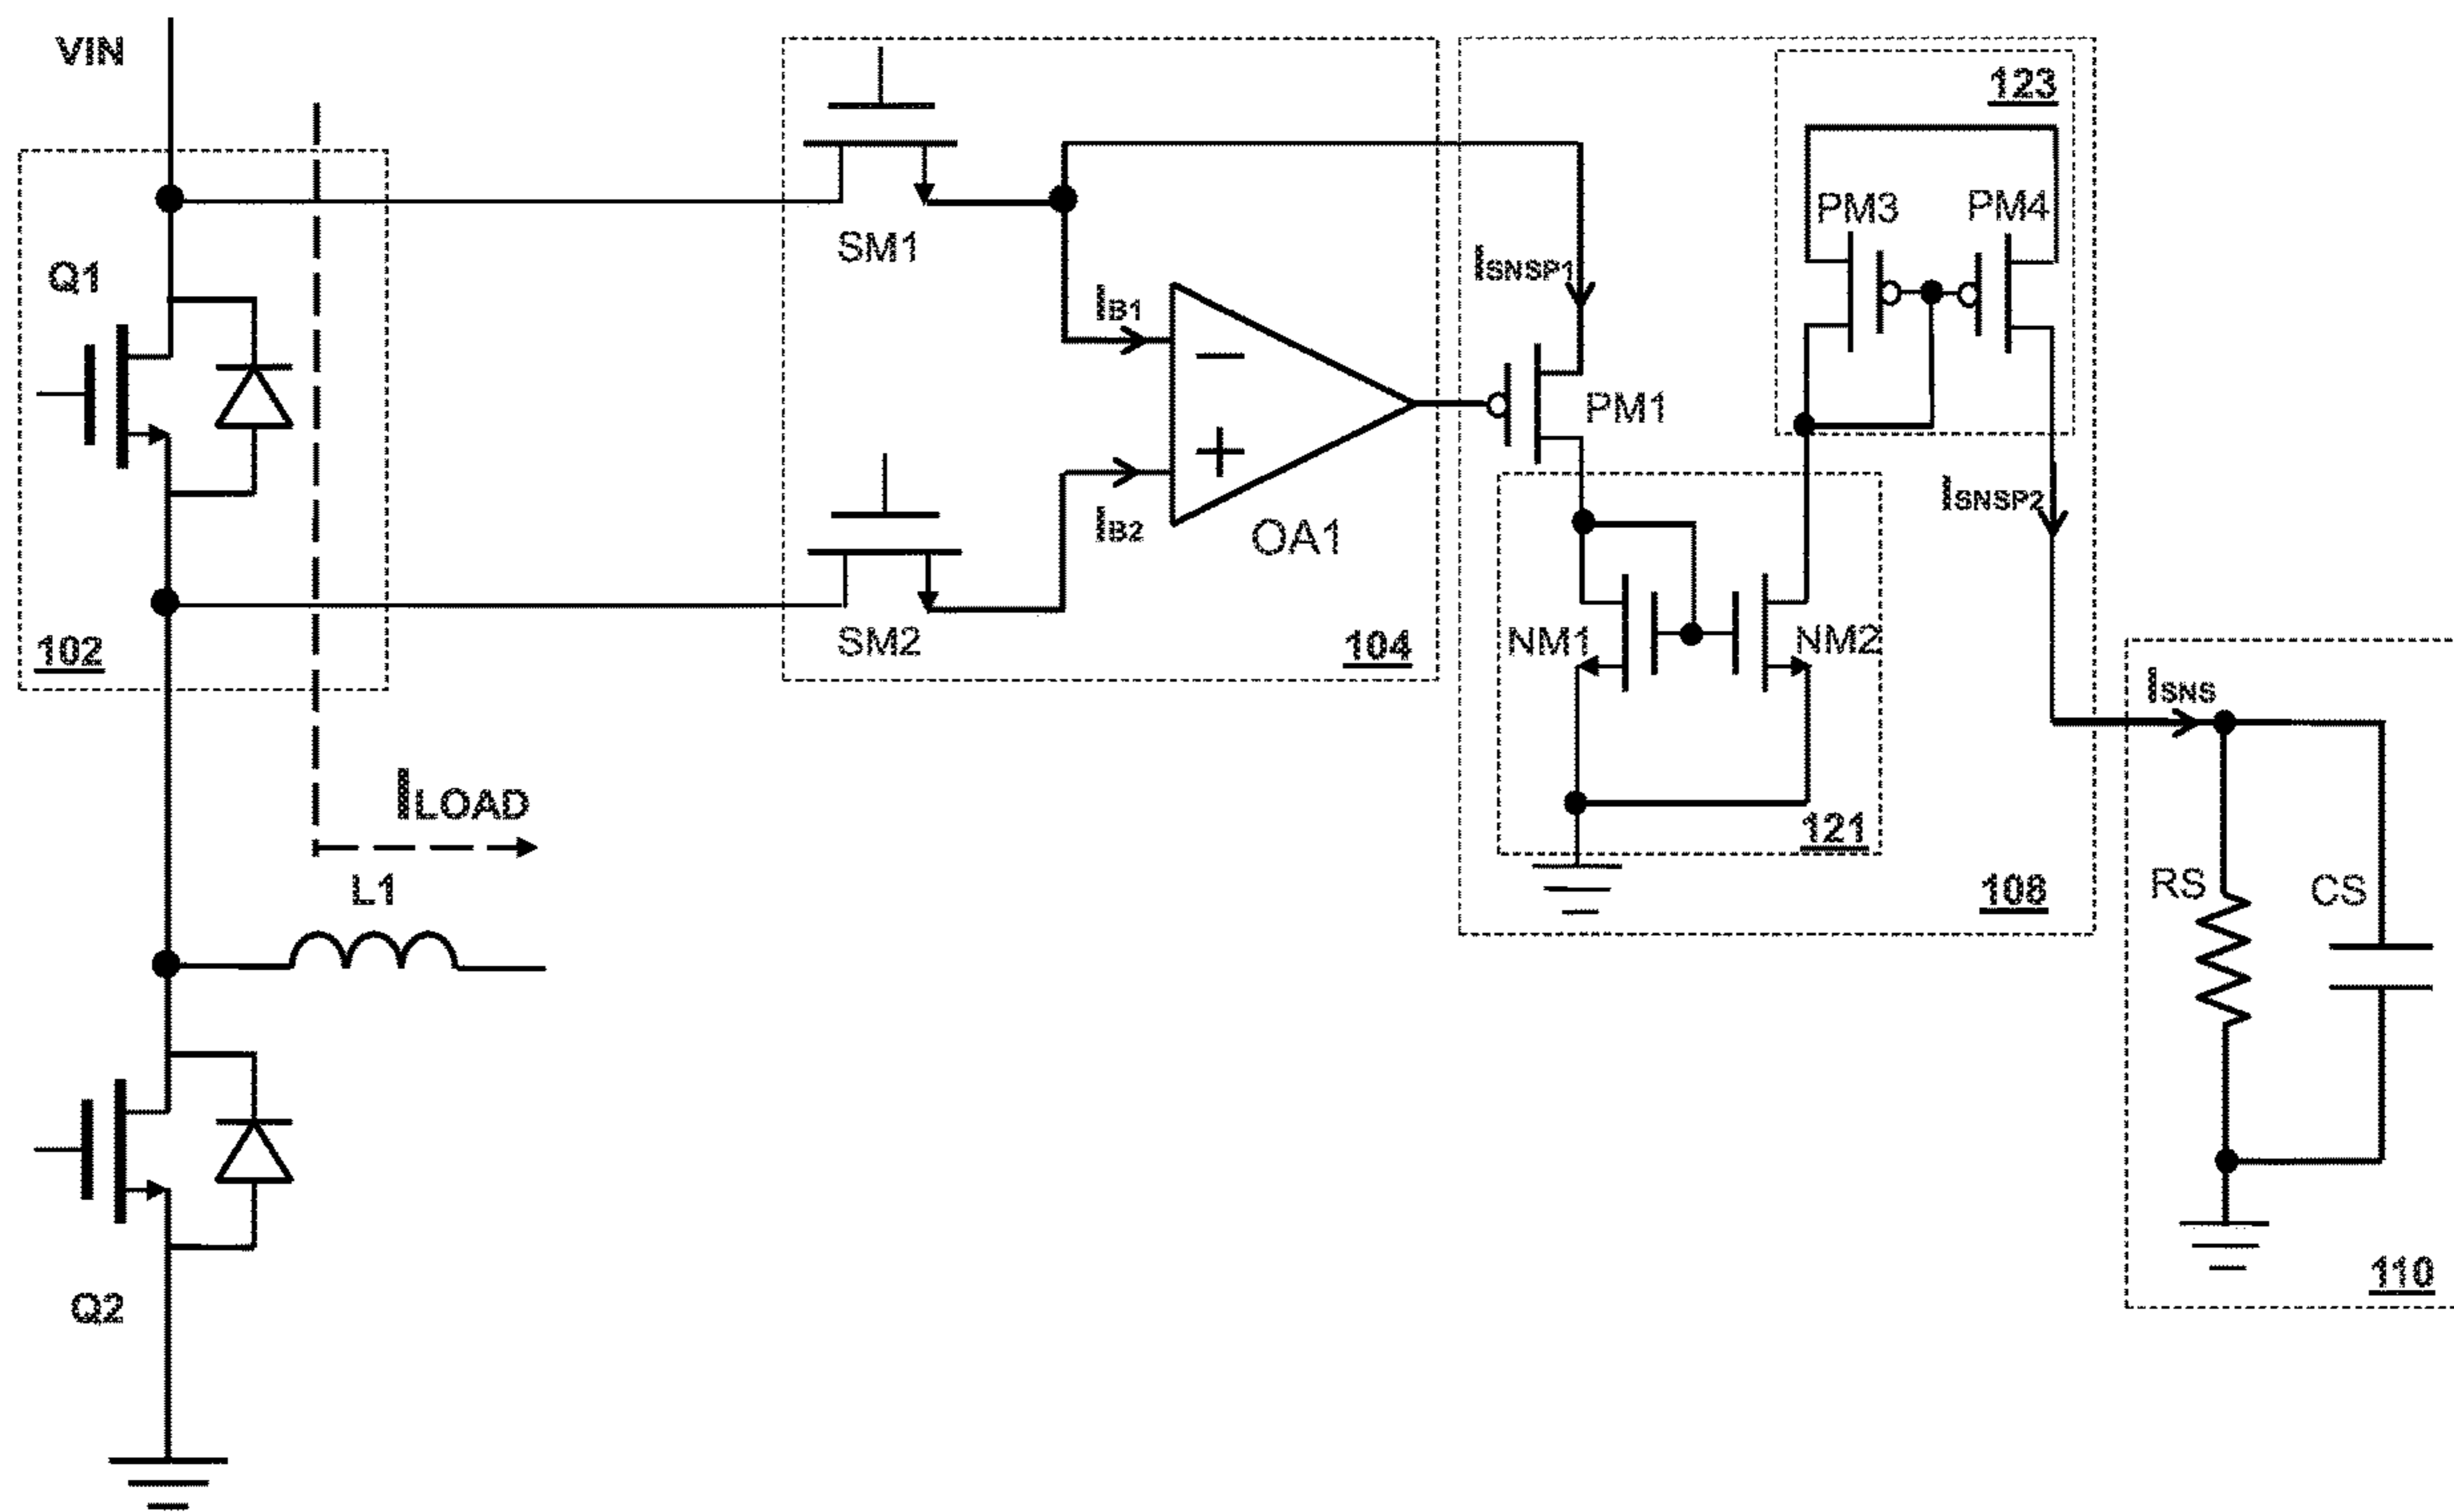 VIN
123
PM3
PM4
SM1
Q1
ISNSP1
IB1
−
PM1
+
ISNSP2
IB2
OA1
102
SM2
104
NM1
NM2
ISNS
ILOAD
121
L1
108
RS
CS
110
Q2